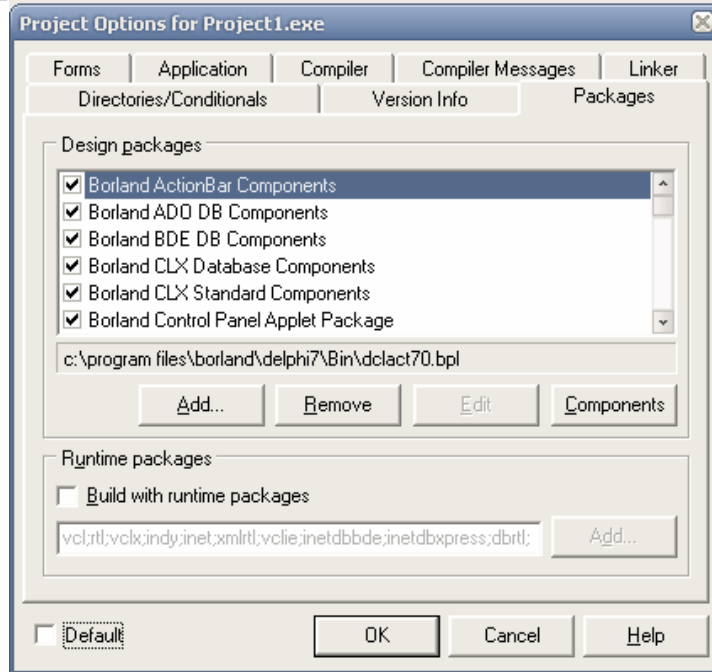 Project Options for Project1.exe
Forms Application Compiler Compiler Messages Linker
Directories/Conditionals Version Info Packages
Design packages
Borland ActionBar Components
Borland ADO DB Components
Borland BDE DB Components
Borland CLX Database Components
Borland CLX Standard Components
Borland Control Panel Applet Package
c:\program files\borland\delphi7\Bin\dclact70.bpl
Add... Remove Edit Components
Runtime packages
Build with runtime packages
vcl;rtl;vclx;indy;inet;xmlrtl;vclie;inetdbbde;inetdbxpress;dbrtl; Add...
Default OK Cancel Help